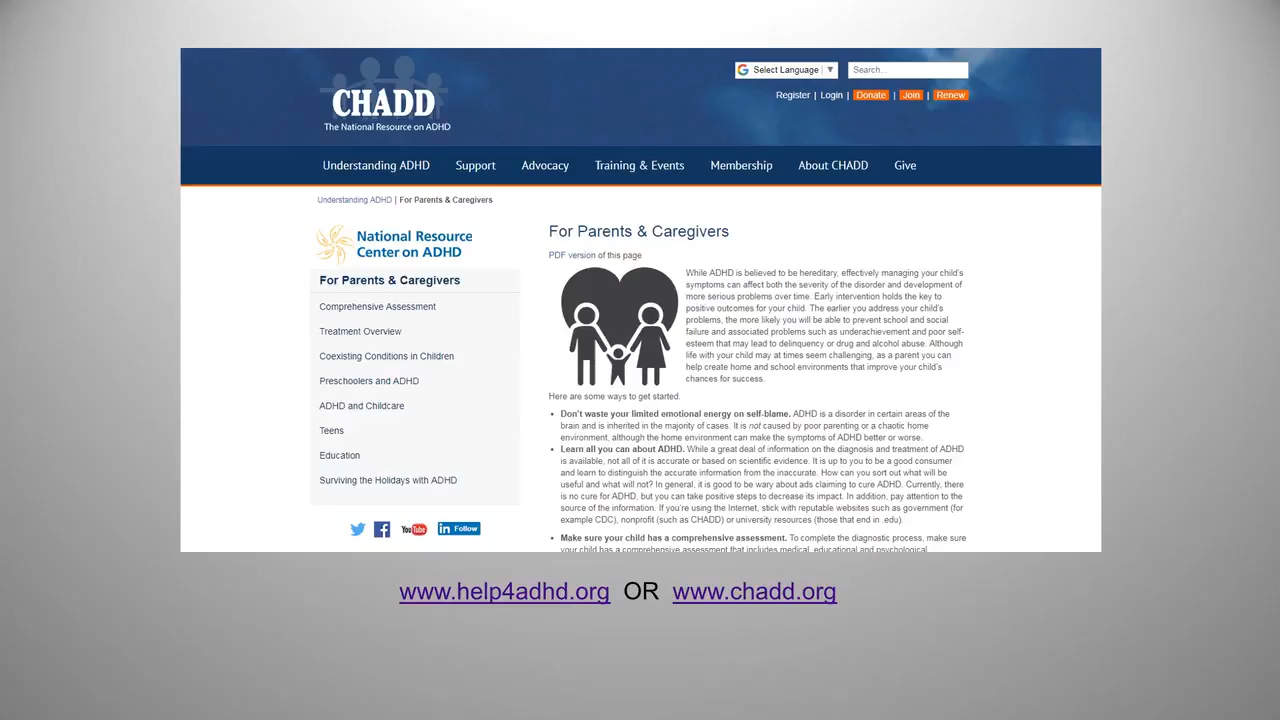 CHADD
The National Resource on ADHD
Select Language
Search...
Register | Login | Donate | Join | Renew
Understanding ADHD Support Advocacy Training & Events Membership About CHADD Give
Understanding ADHD | For Parents & Caregivers
National Resource
Center on ADHD
For Parents & Caregivers
Comprehensive Assessment
Treatment Overview
Coexisting Conditions in Children
Preschoolers and ADHD
ADHD and Childcare
Teens
Education
Surviving the Holidays with ADHD
You Tube
in Follow
For Parents & Caregivers
PDF version of this page
While ADHD is believed to be hereditary, effectively managing your child's
symptoms can affect both the severity of the disorder and development of
more serious problems over time. Early intervention holds the key to
positive outcomes for your child. The earlier you address your child's
problems, the more likely you will be able to prevent school and social
failure and associated problems such as underachievement and poor self-
esteem that may lead to delinquency or drug and alcohol abuse. Although
life with your child may at times seem challenging, as a parent you can
help create home and school environments that improve your child's
chances for success.
Here are some ways to get started.
• Don't waste your limited emotional energy on self-blame. ADHD is a disorder in certain areas of the
brain and is inherited in the majority of cases. It is not caused by poor parenting or a chaotic home
environment, although the home environment can make the symptoms of ADHD better or worse.
• Learn all you can about ADHD. While a great deal of information on the diagnosis and treatment of ADHD
is available, not all of it is accurate or based on scientific evidence. It is up to you to be a good consumer
and learn to distinguish the accurate information from the inaccurate. How can you sort out what will be
useful and what will not? In general, it is good to be wary about ads claiming to cure ADHD. Currently, there
is no cure for ADHD, but you can take positive steps to decrease its impact. In addition, pay attention to the
source of the information. If you're using the Internet, stick with reputable websites such as government (for
example CDC), nonprofit (such as CHADD) or university resources (those that end in .edu).
• Make sure your child has a comprehensive assessment. To complete the diagnostic process, make sure
your child has a comprehensive assessment that includes medical, educational and psychological
www.help4adhd.org OR www.chadd.org